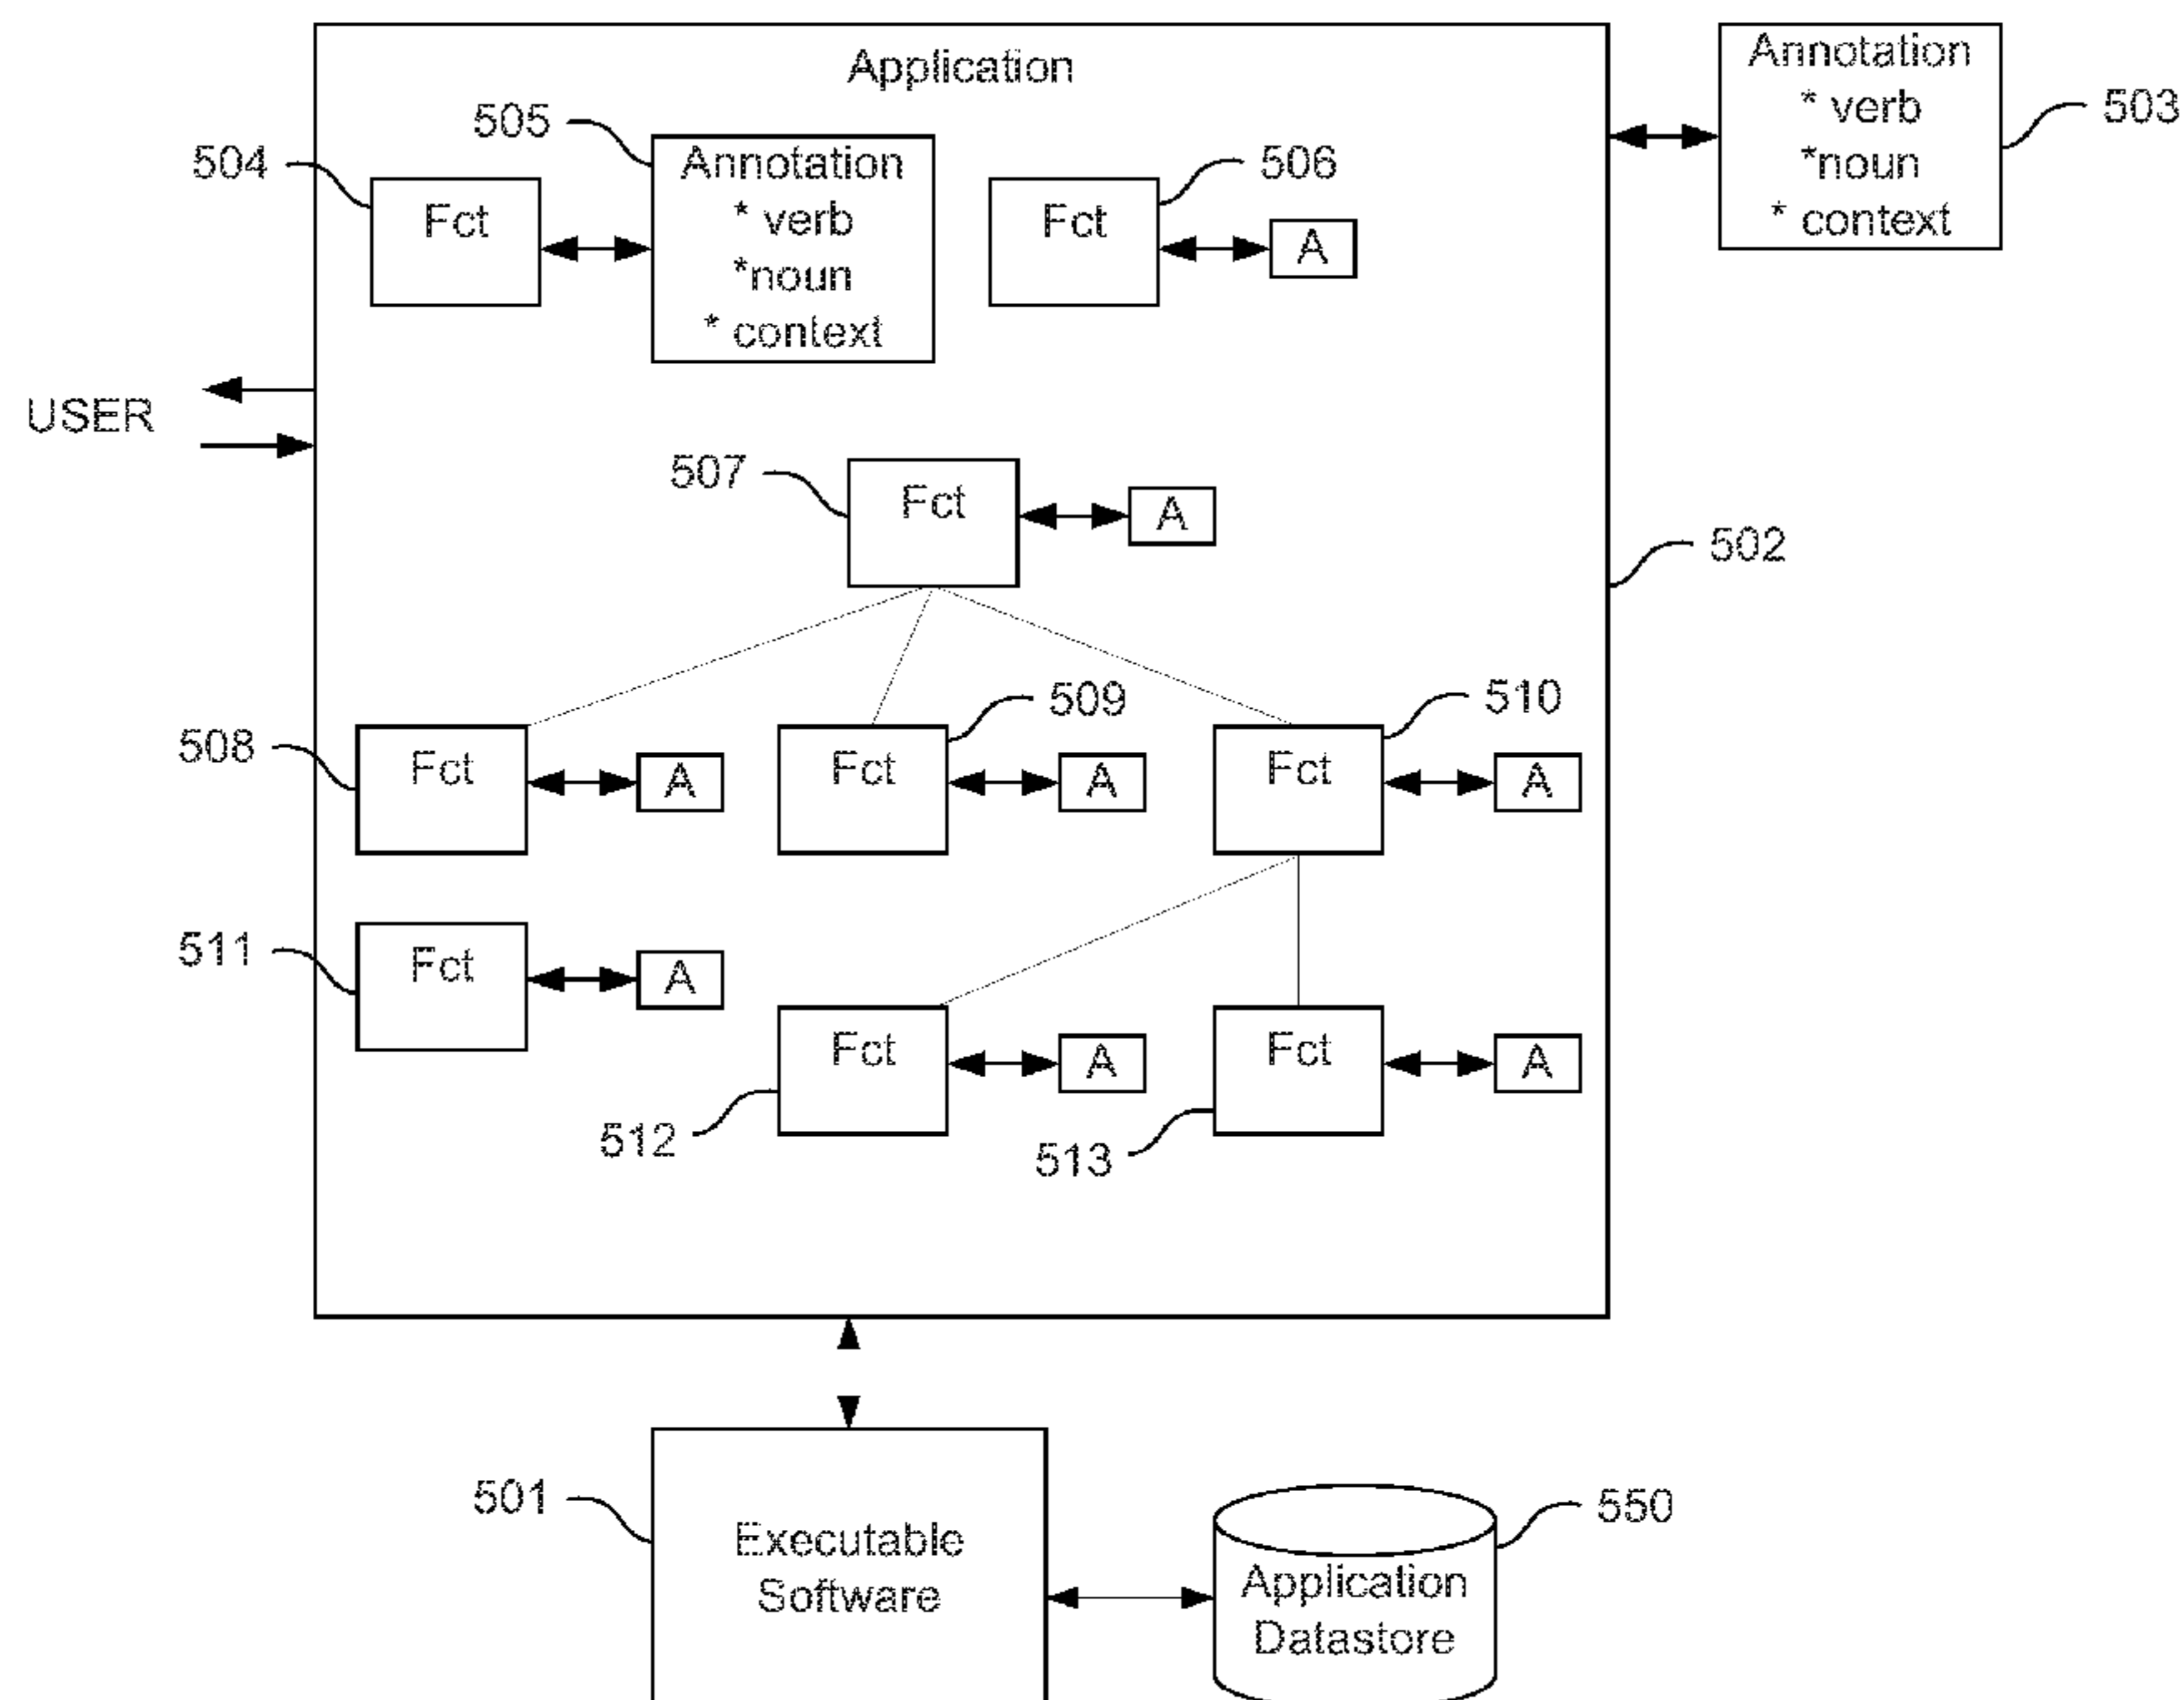 Application
Annotation
* verb
*noun
* context
503
505
504
Fct
Annotation
* verb
*noun
* context
506
Fct
A
USER
507
Fct
A
502
508
Fct
A
509
Fct
A
510
Fct
A
511
Fct
A
512
Fct
A
513
Fct
A
501
Executable
Software
550
Application
Datastore